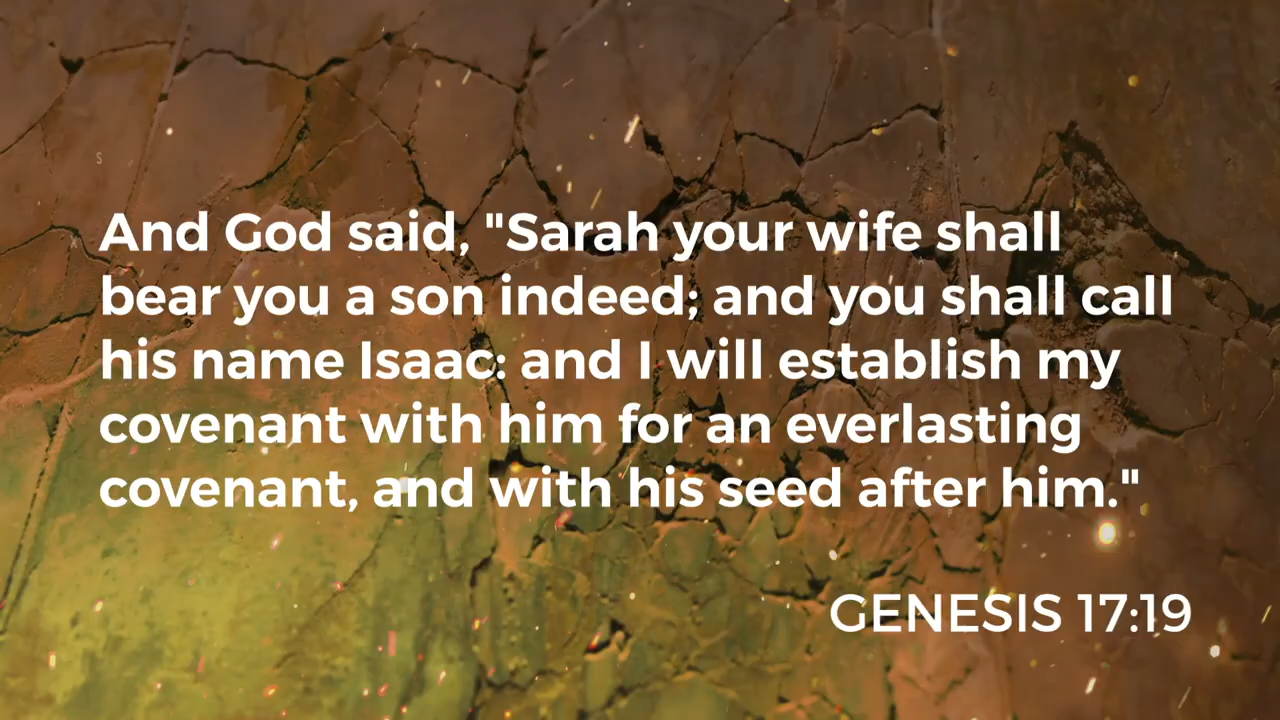 And God said, "Sarah your wife shall
bear you a son indeed; and you shall call
his name Isaac: and I will establish my
covenant with him for an everlasting
covenant, and with his seed after him."
GENESIS 17:19